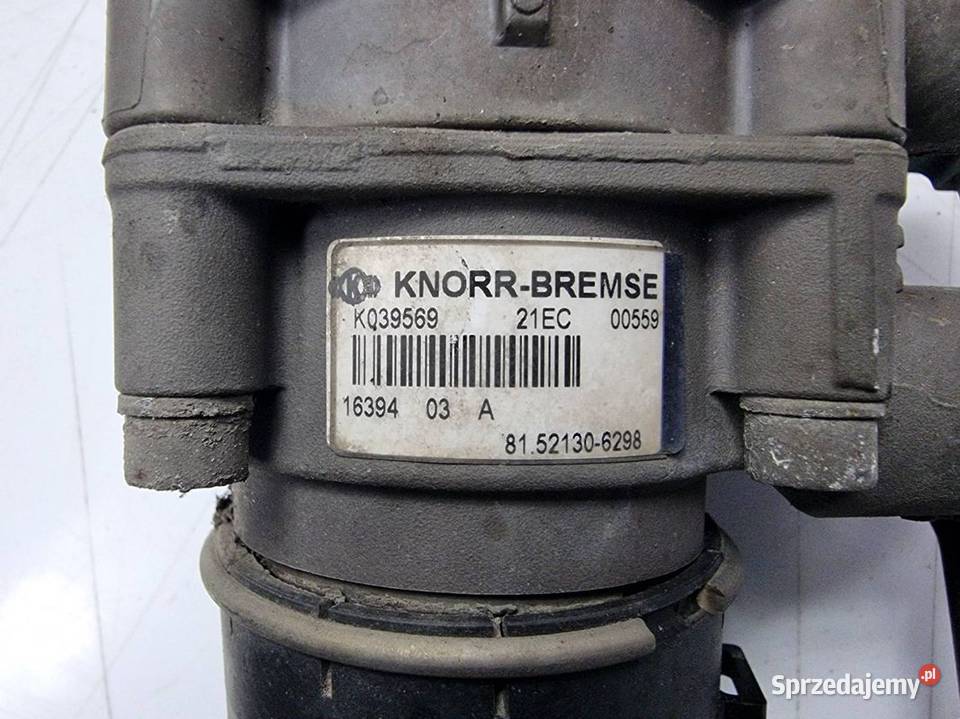 KNORR-BREMSE
K039569 21EC 00559
16394 03 A
81.52130-6298
Sprzedajemy.pl